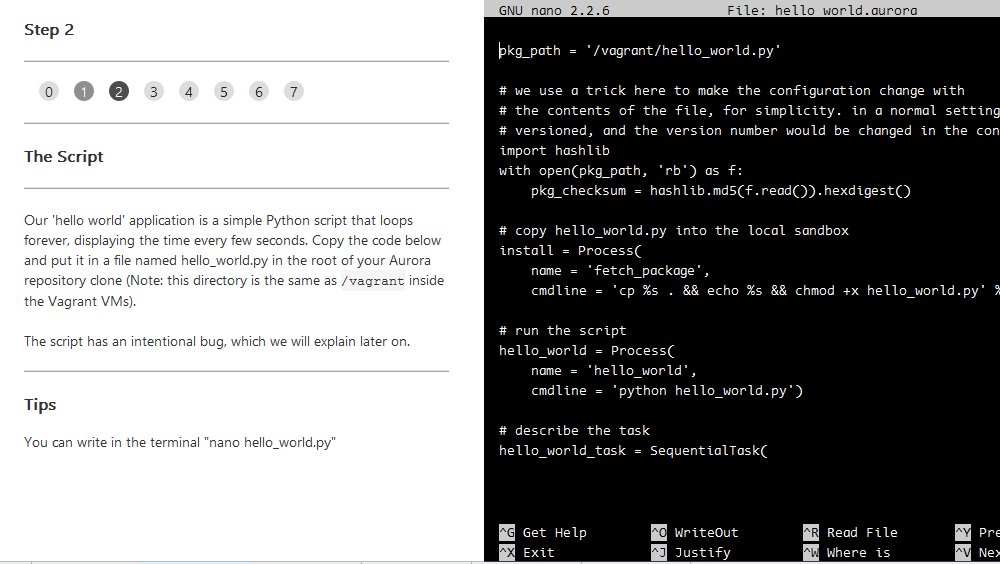 Step 2
0 1 2 3 4 5 6 7
The Script
Our 'hello world' application is a simple Python script that loops
forever, displaying the time every few seconds. Copy the code below
and put it in a file named hello_world.py in the root of your Aurora
repository clone (Note: this directory is the same as /vagrant inside
the Vagrant VMs).
The script has an intentional bug, which we will explain later on.
Tips
You can write in the terminal "nano hello_world.py"
GNU nano 2.2.6 File: hello world.aurora
pkg_path = '/vagrant/hello_world.py'
# we use a trick here to make the configuration change with
# the contents of the file, for simplicity. in a normal setting
# versioned, and the version number would be changed in the con
import hashlib
with open(pkg_path, 'rb') as f:
pkg_checksum = hashlib.md5(f.read()).hexdigest()
# copy hello_world.py into the local sandbox
install = Process(
name = 'fetch_package',
cmdline = 'cp %s . && echo %s && chmod +x hello_world.py' %
# run the script
hello_world = Process(
name = 'hello_world',
cmdline = 'python hello_world.py')
# describe the task
hello_world_task = SequentialTask(
^G Get Help ^O WriteOut ^R Read File ^Y Pre
^X Exit ^J Justify ^W Where is ^V Nex